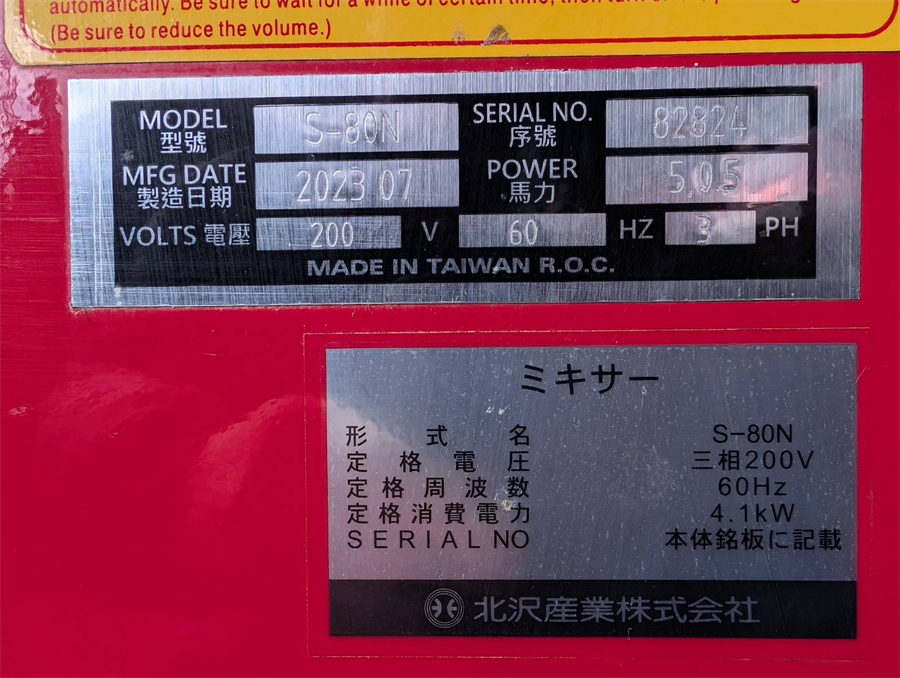 automatically. Be sure to wait for a while of certain time, then turn
(Be sure to reduce the volume.)
MODEL S-80N SERIAL NO. 82824
型號 序號
MFG DATE 2023 07 POWER 5,05
製造日期 馬力
VOLTS 電壓 200 V 60 HZ 3 PH
MADE IN TAIWAN R.O.C.
ミキサー
形式名 S-80N
定格電圧 三相200V
定格周波数 60Hz
定格消費電力 4.1kW
SERIAL NO 本体銘板に記載
北沢産業株式会社